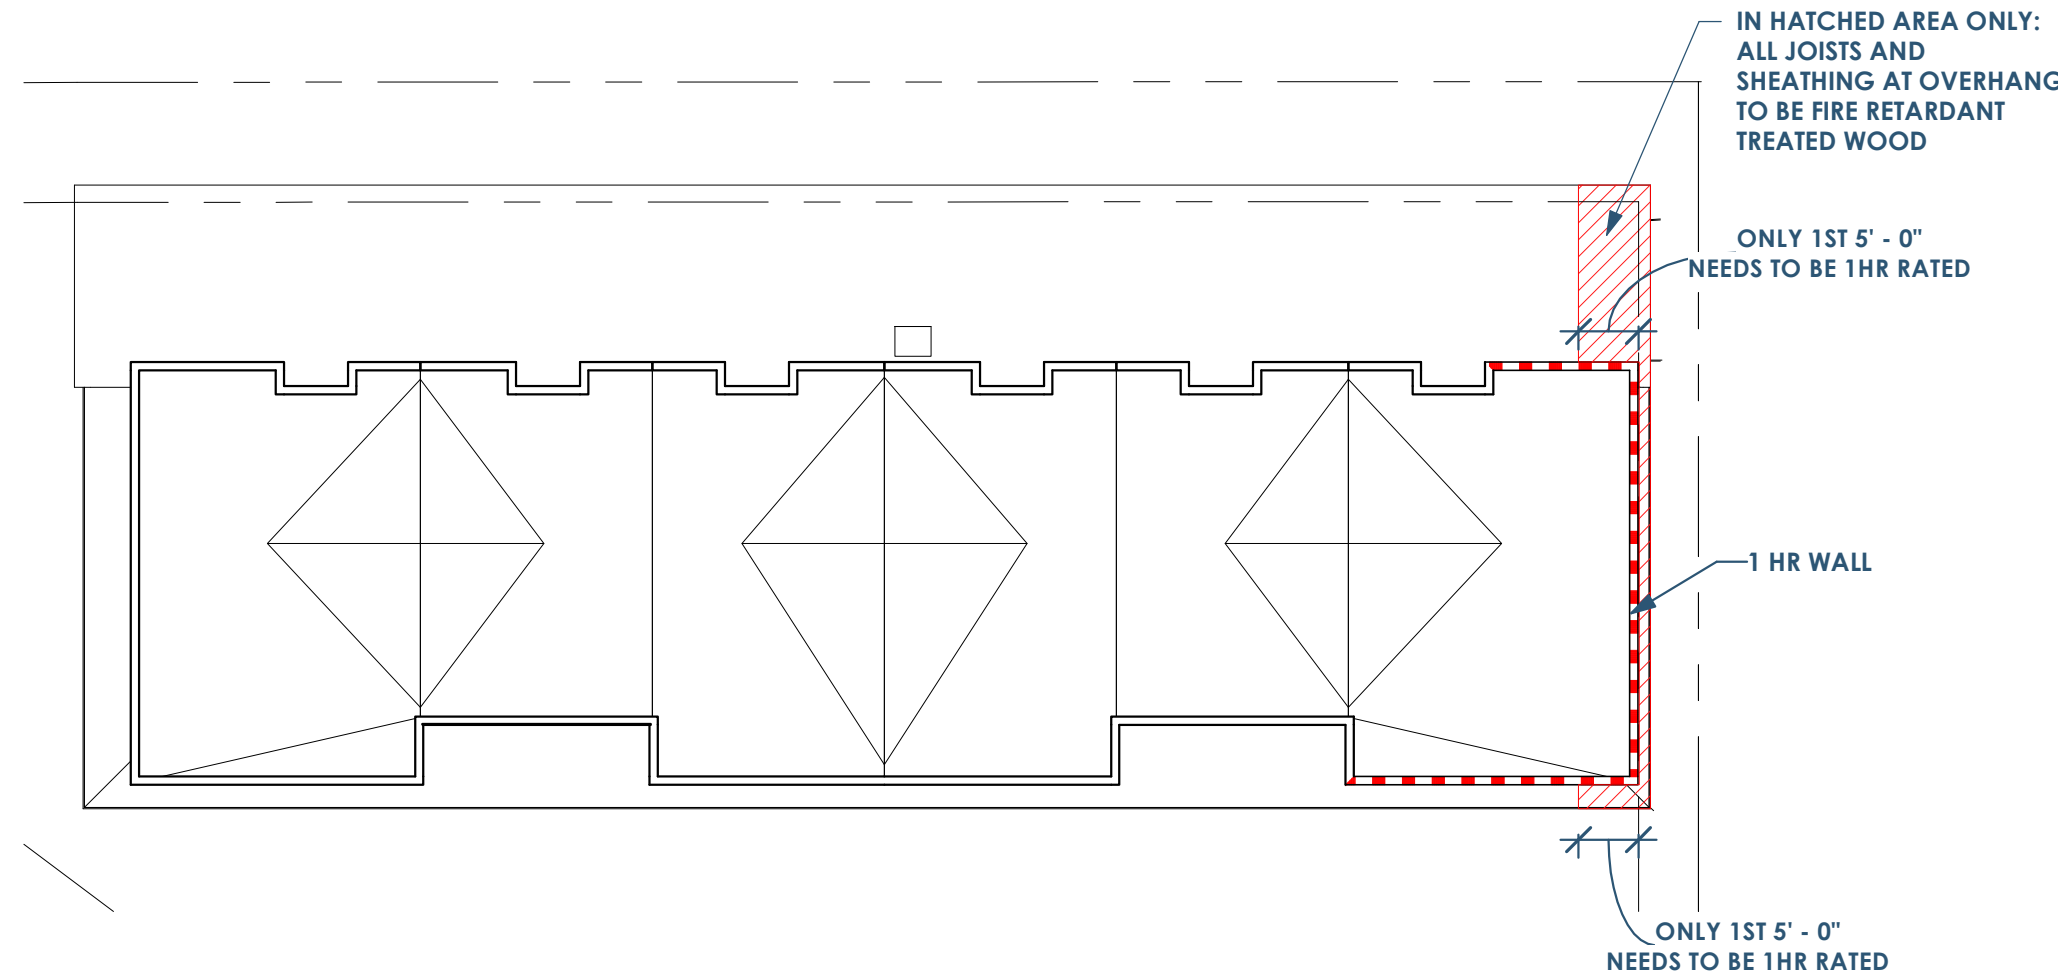 IN HATCHED AREA ONLY:
ALL JOISTS AND
SHEATHING AT OVERHANG
TO BE FIRE RETARDANT
TREATED WOOD
ONLY 1ST 5' - 0"
NEEDS TO BE 1HR RATED
1 HR WALL
ONLY 1ST 5' - 0"
NEEDS TO BE 1HR RATED